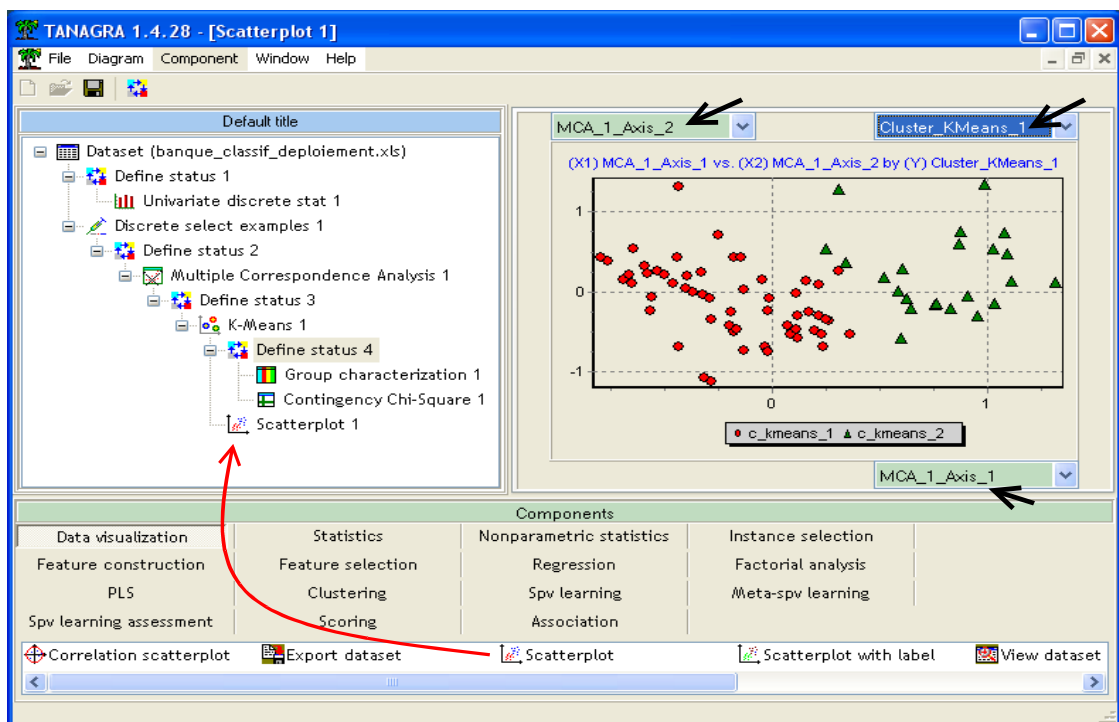 TANAGRA 1.4.28 - [Scatterplot 1]
File Diagram Component Window Help
Default title
Dataset (banque_classif_deploiement.xls)
Define status 1
Univariate discrete stat 1
Discrete select examples 1
Define status 2
Multiple Correspondence Analysis 1
Define status 3
K-Means 1
Define status 4
Group characterization 1
Contingency Chi-Square 1
Scatterplot 1
MCA_1_Axis_2
Cluster_KMeans_1
(X1) MCA_1_Axis_1 vs. (X2) MCA_1_Axis_2 by (Y) Cluster_KMeans_1
1
0
-1
0 1
c_kmeans_1 c_kmeans_2
MCA_1_Axis_1
Components
Data visualization Statistics Nonparametric statistics Instance selection
Feature construction Feature selection Regression Factorial analysis
PLS Clustering Spv learning Meta-spv learning
Spv learning assessment Scoring Association
Correlation scatterplot Export dataset Scatterplot Scatterplot with label View dataset